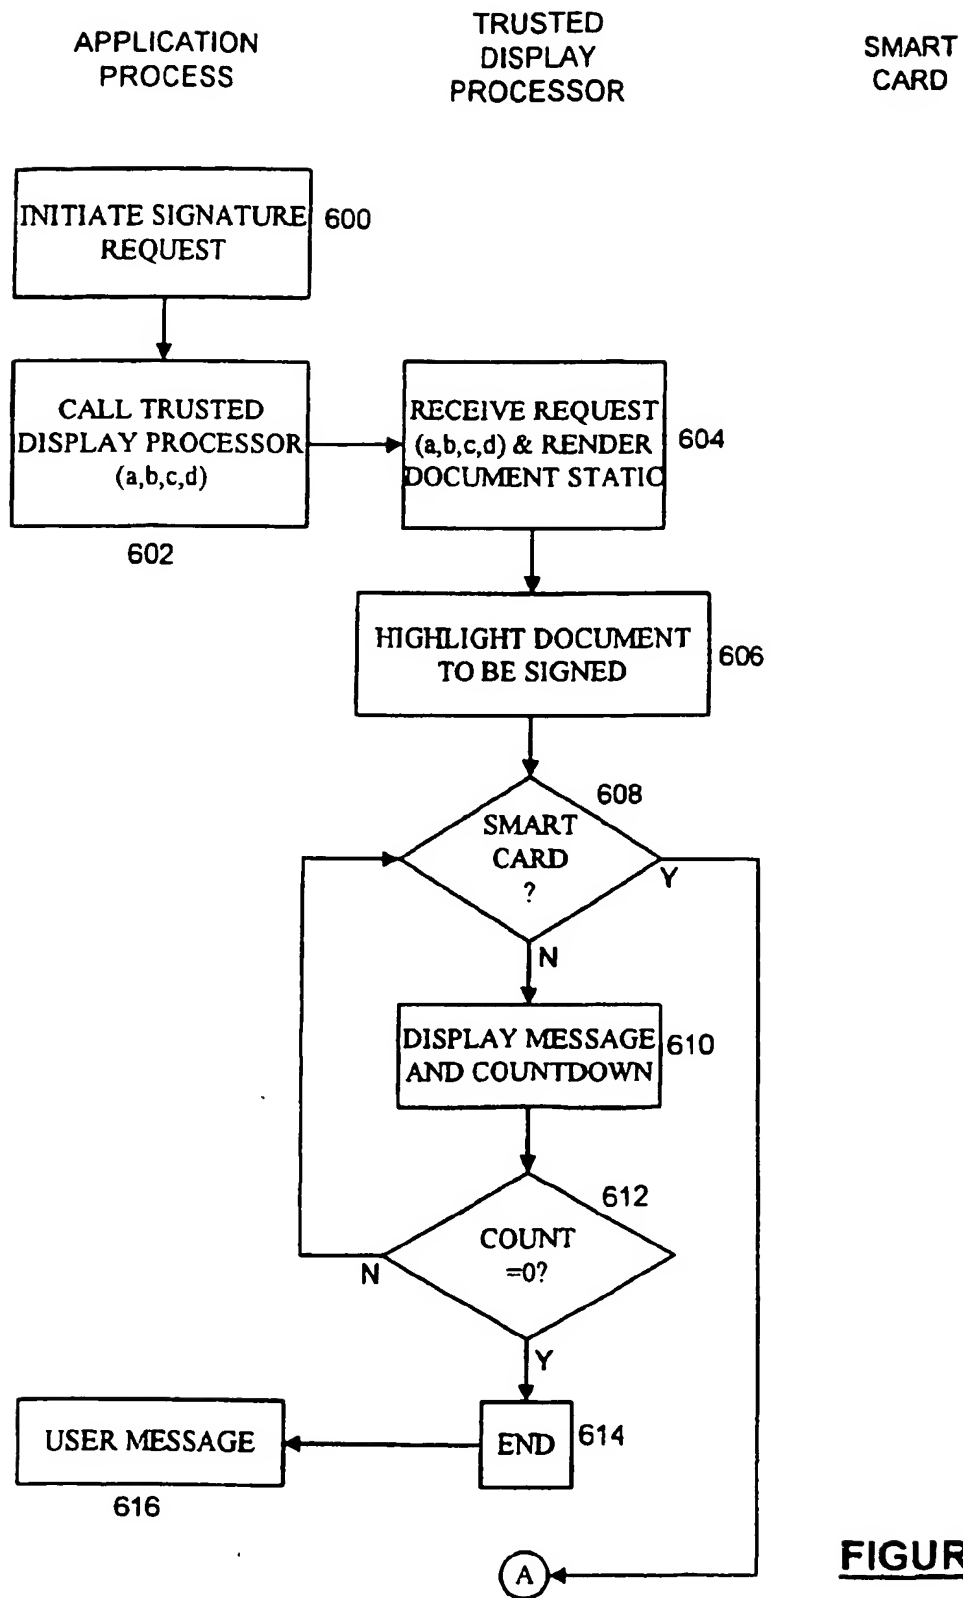 APPLICATION
PROCESS
TRUSTED
DISPLAY
PROCESSOR
SMART
CARD
INITIATE SIGNATURE
REQUEST
600
CALL TRUSTED
DISPLAY PROCESSOR
(a,b,c,d)
602
RECEIVE REQUEST
(a,b,c,d) & RENDER
DOCUMENT STATIC
604
HIGHLIGHT DOCUMENT
TO BE SIGNED
606
608
SMART
CARD
?
Y
N
DISPLAY MESSAGE
AND COUNTDOWN
610
612
COUNT
=0?
N
Y
USER MESSAGE
616
END
614
A
FIGUR